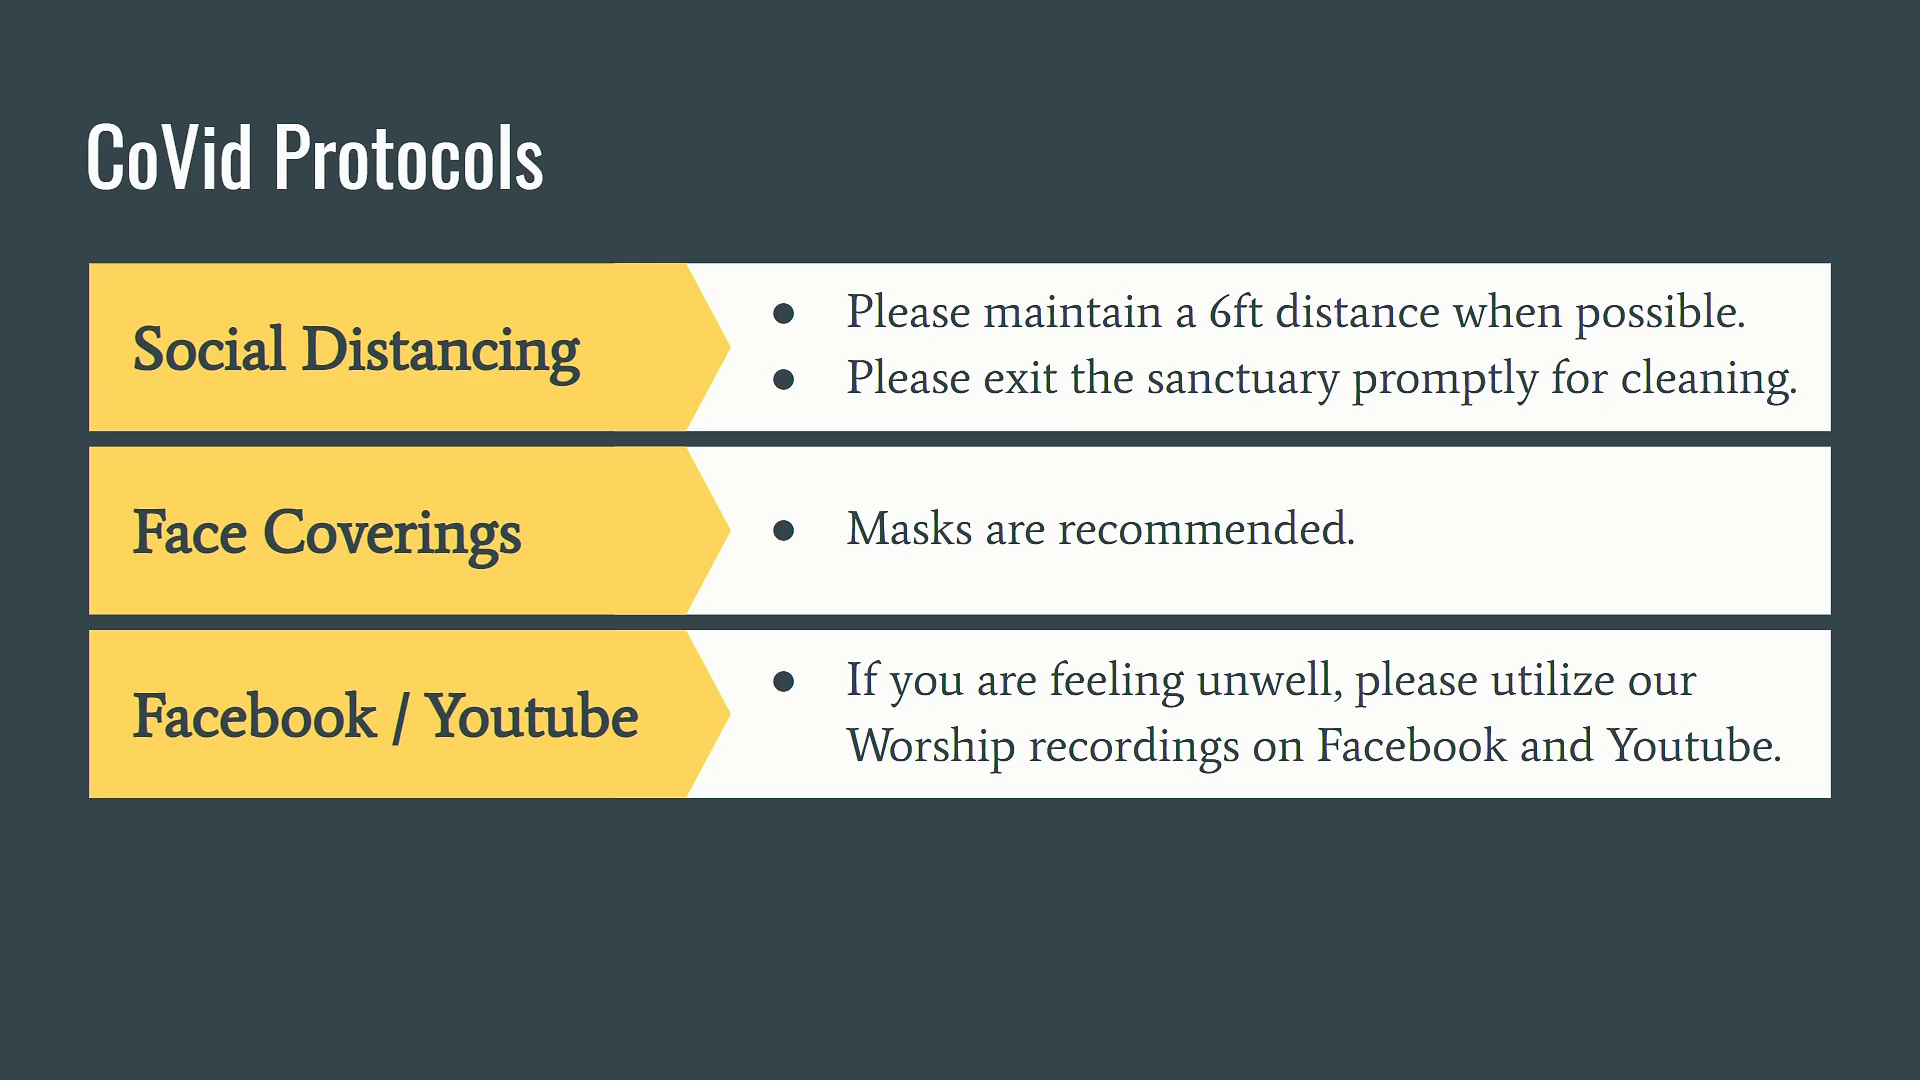 CoVid Protocols
Social Distancing
● Please maintain a 6ft distance when possible.
● Please exit the sanctuary promptly for cleaning.
Face Coverings
● Masks are recommended.
Facebook / Youtube
● If you are feeling unwell, please utilize our
Worship recordings on Facebook and Youtube.